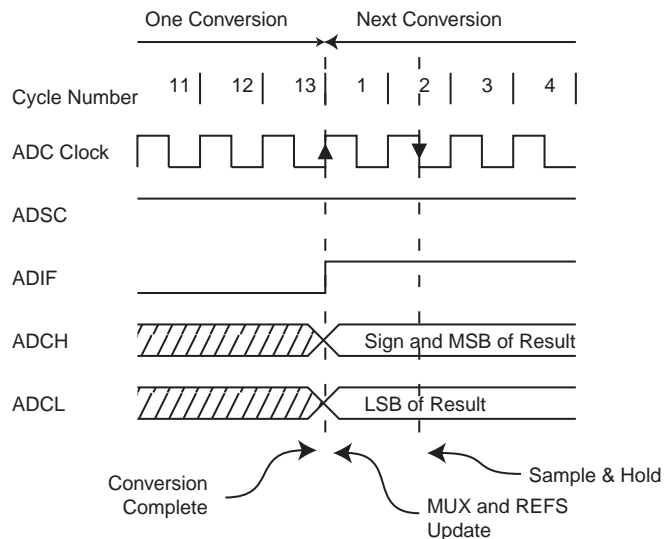 One Conversion Next Conversion
Cycle Number 11 12 13 1 2 3 4
ADC Clock
ADSC
ADIF
ADCH Sign and MSB of Result
ADCL LSB of Result
Conversion
Complete
MUX and REFS
Update
Sample & Hold